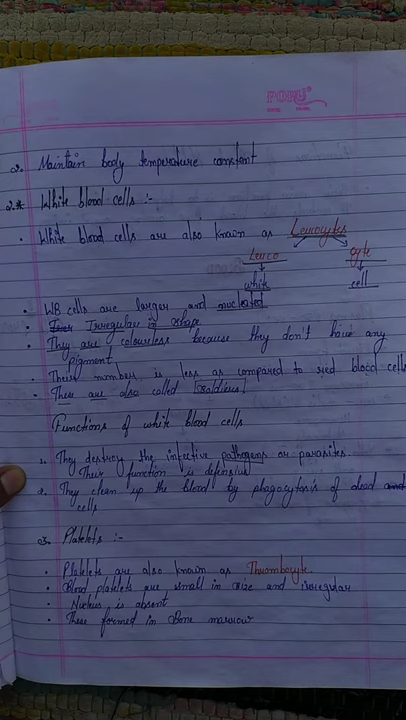 2. Maintain body temperature constant
2.* White blood cells :-
• White blood cells are also known as Leucocytes
Leuco cyte
white cell
• WB cells are larger and nucleated
• Irregular in shape
• They are colourless because they don't have any
pigment
• Their number is less as compared to red blood cells
• These are also called [soldiers]
Functions of white blood cells
1. They destroy the infective pathogens or parasites.
Their function is defensive
2. They clean up the blood by phagocytosis of dead
cells
3. Platelets :-
• Platelets are also known as Thrombocyte.
• Blood platelets are small in size and irregular
• Nucleus is absent
• These formed in Bone marrow